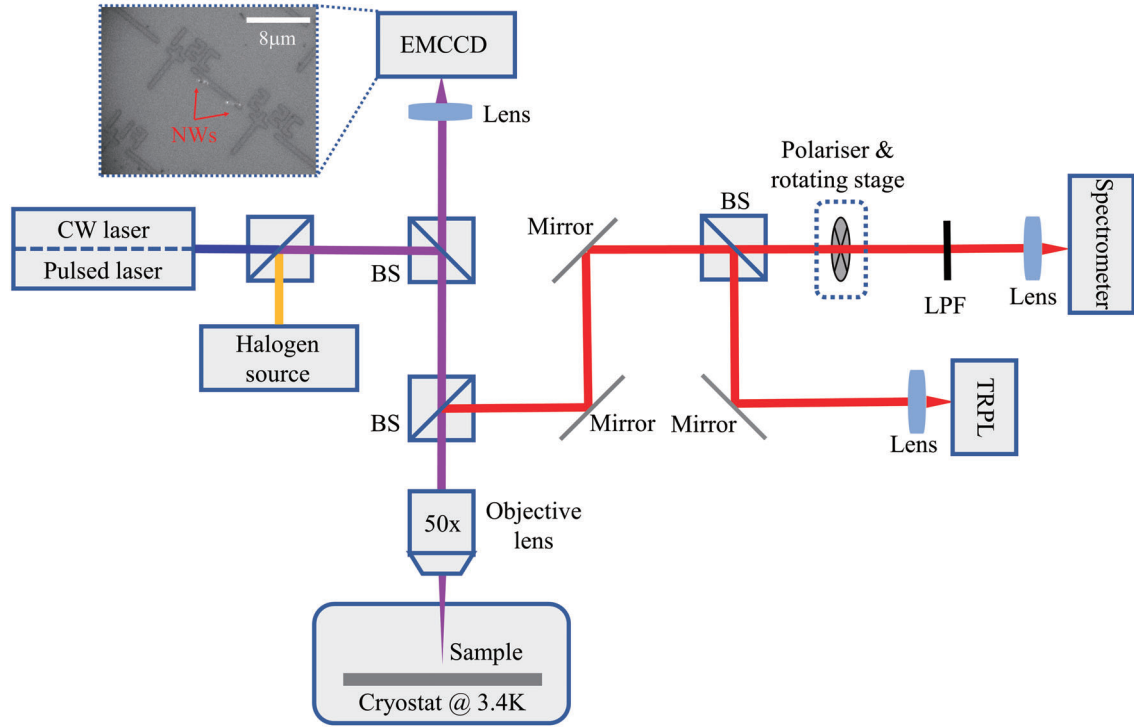 EMCCD
8μm
NWs
Lens
Polariser &
rotating stage
CW laser
Pulsed laser
BS
Mirror
BS
Spectrometer
LPF
Lens
Halogen
source
BS
Mirror
Mirror
Lens
TRPL
50x
Objective
lens
Sample
Cryostat @ 3.4K